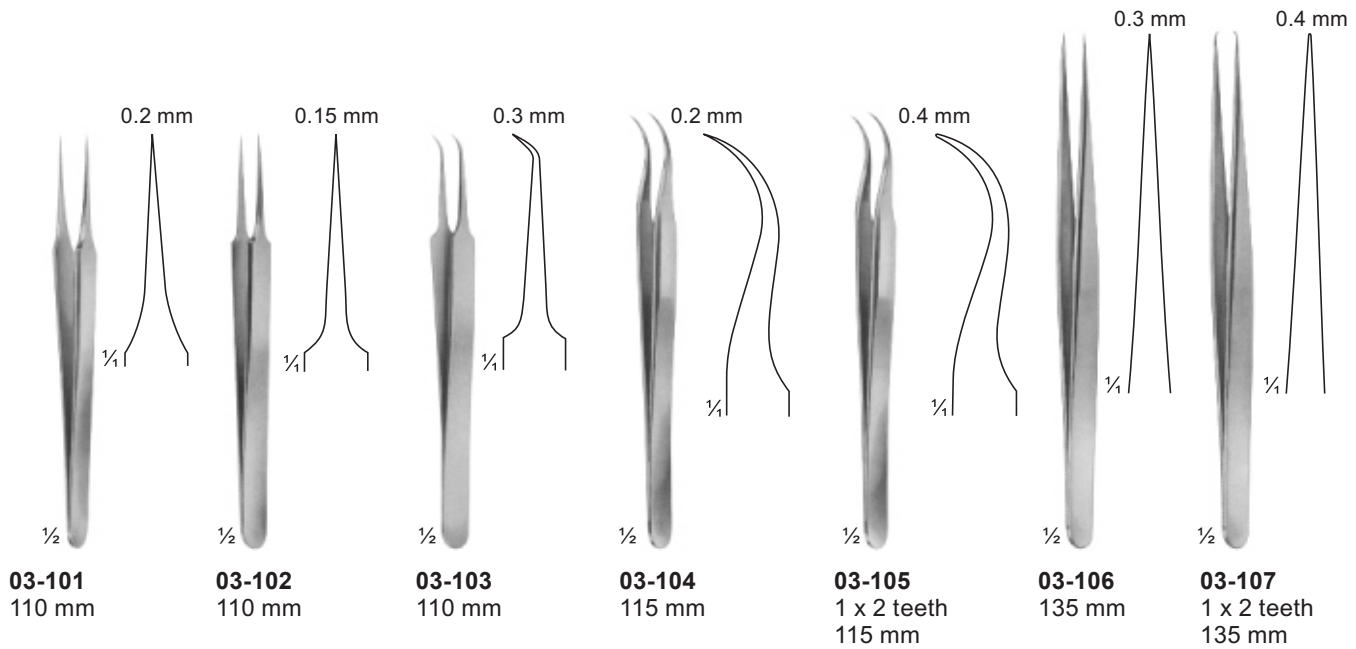 0.2 mm
0.15 mm
0.3 mm
0.2 mm
0.4 mm
0.3 mm
0.4 mm
1/1
1/1
1/1
1/1
1/1
1/1
1/1
½
½
½
½
½
½
½
03-101
110 mm
03-102
110 mm
03-103
110 mm
03-104
115 mm
03-105
1 x 2 teeth
115 mm
03-106
135 mm
03-107
1 x 2 teeth
135 mm